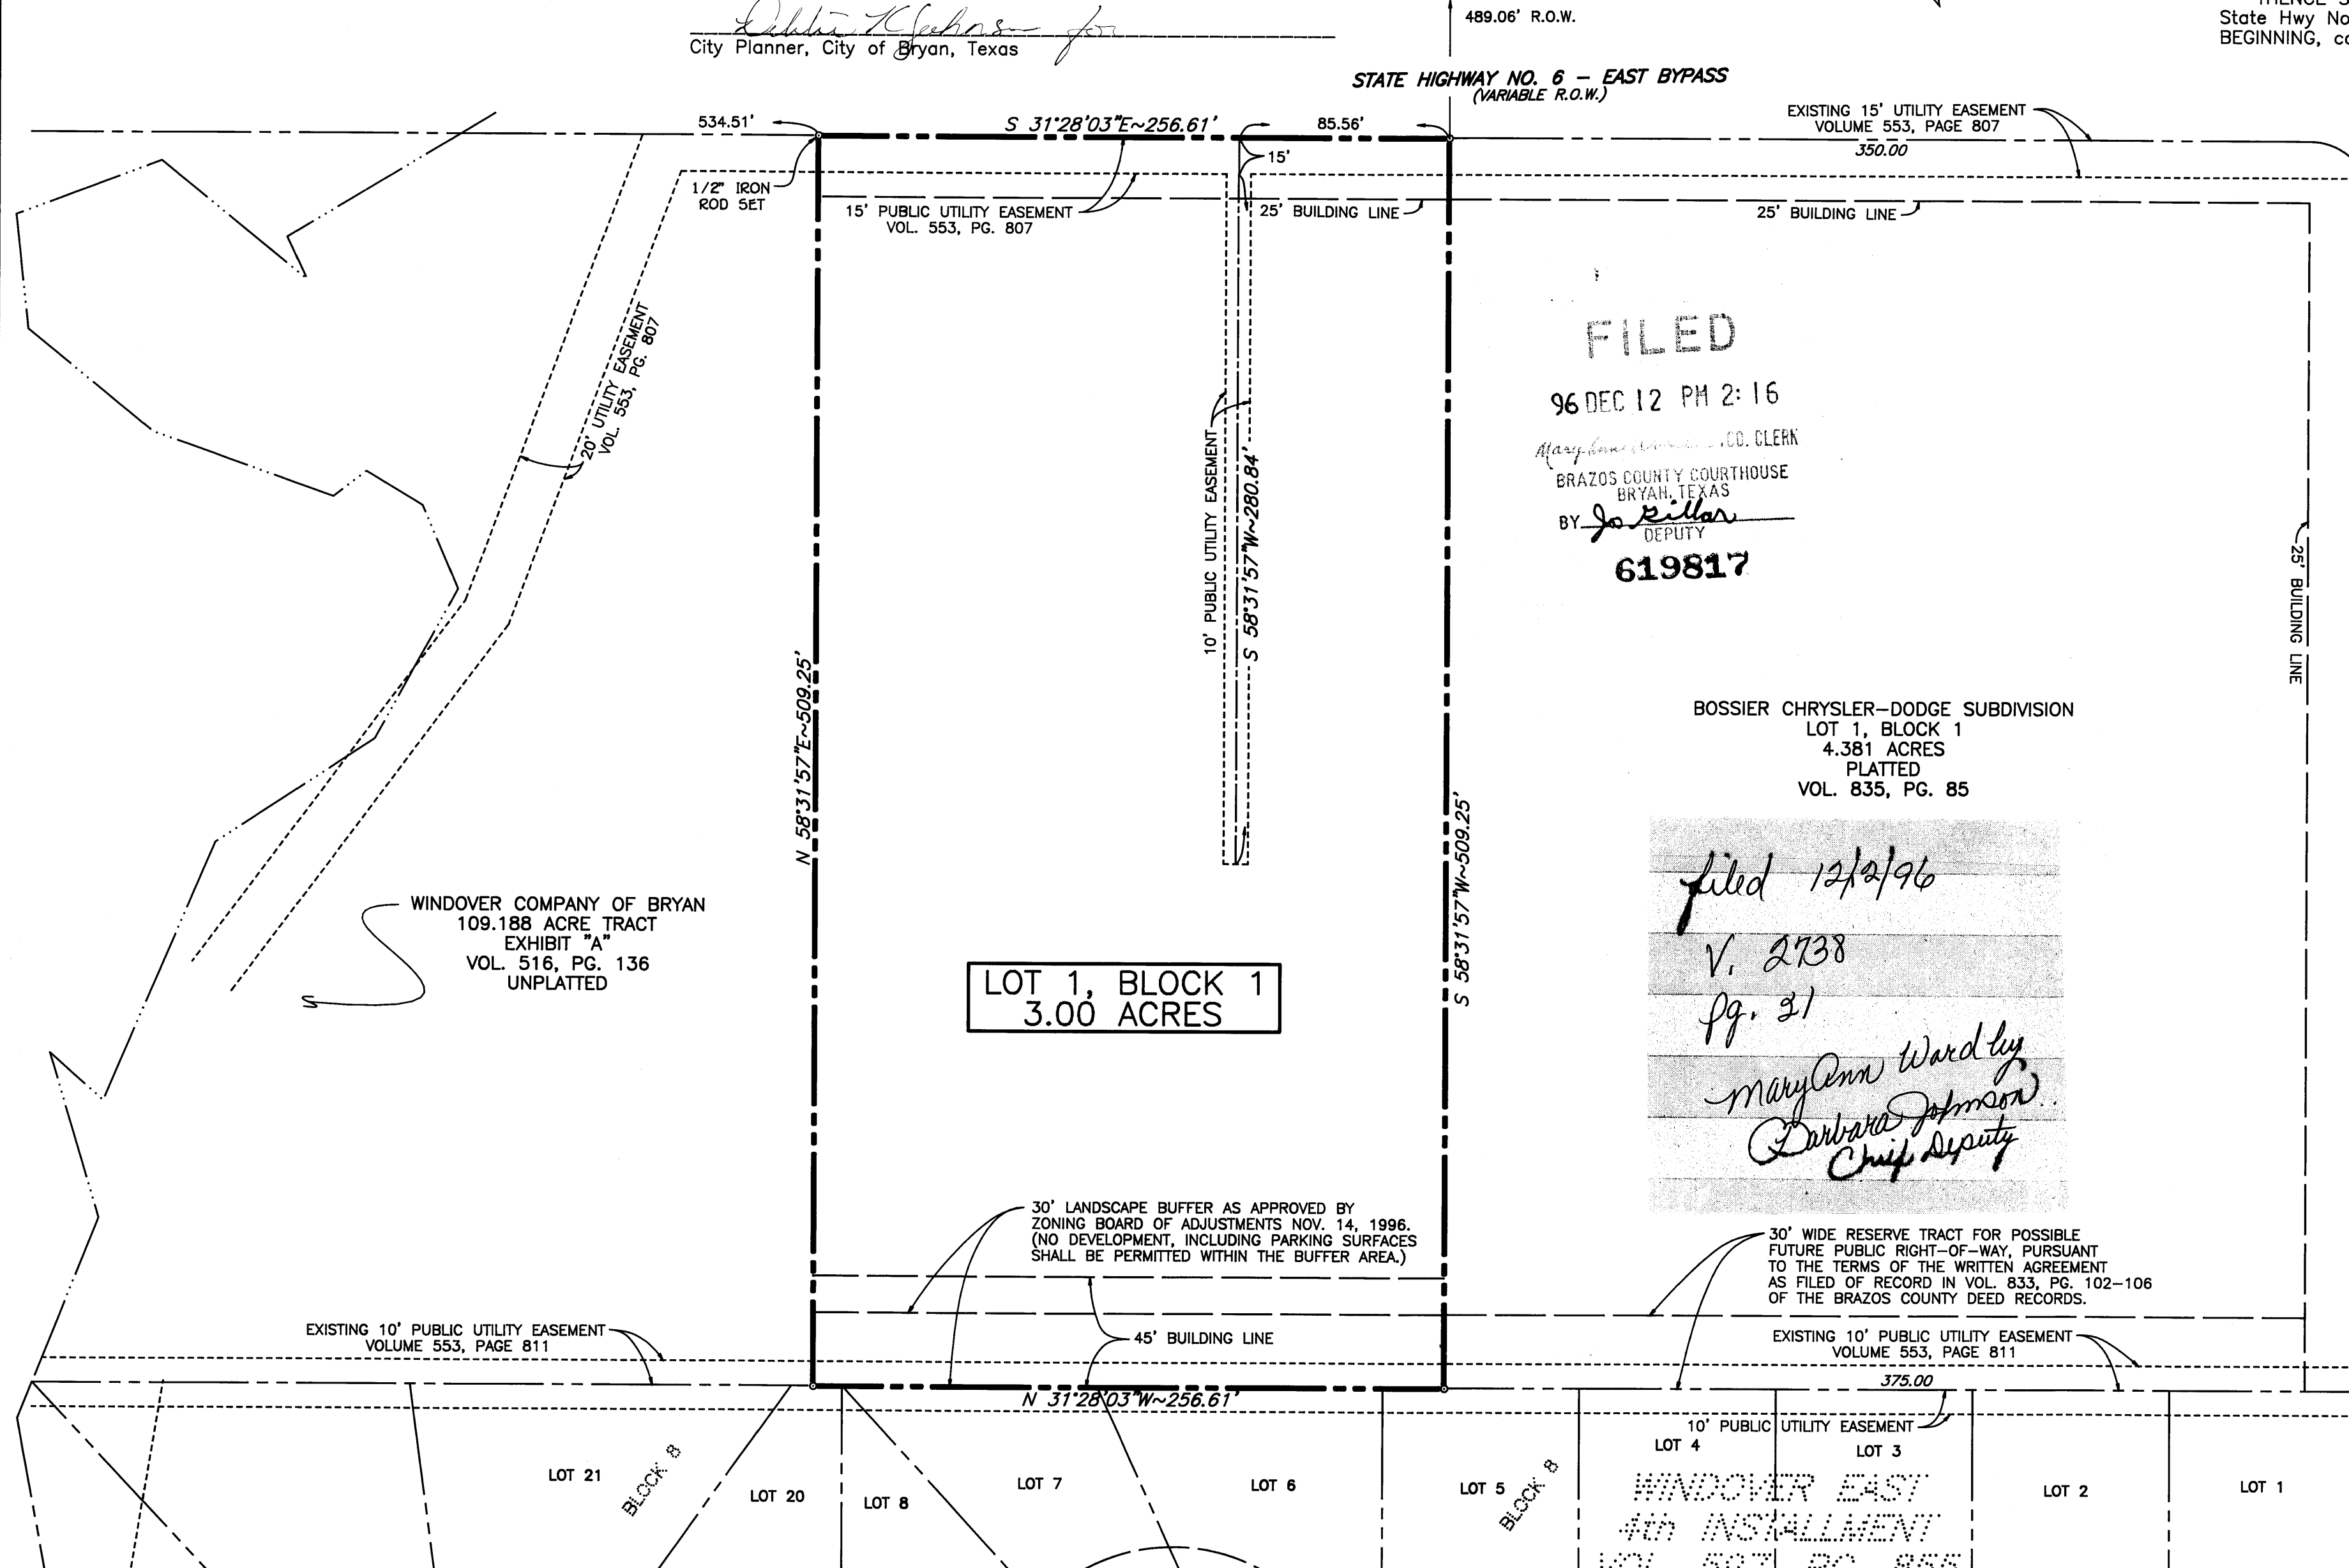 489.06' R.O.W.
State Hwy No
BEGINNING, co
City Planner, City of Bryan, Texas
STATE HIGHWAY NO. 6 – EAST BYPASS
(VARIABLE R.O.W.)
534.51'
S 31°28'03"E~256.61'
85.56'
EXISTING 15' UTILITY EASEMENT
VOLUME 553, PAGE 807
350.00
15'
1/2" IRON
ROD SET
15' PUBLIC UTILITY EASEMENT
VOL. 553, PG. 807
25' BUILDING LINE
25' BUILDING LINE
20' UTILITY EASEMENT
VOL. 553, PG. 807
10' PUBLIC UTILITY EASEMENT
S 58°31'57"W~280.84'
FILED
96 DEC 12 PM 2:16
CO. CLERK
BRAZOS COUNTY COURTHOUSE
BRYAN, TEXAS
BY Jo Gillar
DEPUTY
619817
25' BUILDING LINE
N 58°31'57"E~509.25'
S 58°31'57"W~509.25'
BOSSIER CHRYSLER–DODGE SUBDIVISION
LOT 1, BLOCK 1
4.381 ACRES
PLATTED
VOL. 835, PG. 85
filed 12/2/96
V. 2738
pg. 21
Mary Ann Ward by
Barbara Johnson
Chief Deputy
WINDOVER COMPANY OF BRYAN
109.188 ACRE TRACT
EXHIBIT "A"
VOL. 516, PG. 136
UNPLATTED
LOT 1, BLOCK 1
3.00 ACRES
30' LANDSCAPE BUFFER AS APPROVED BY
ZONING BOARD OF ADJUSTMENTS NOV. 14, 1996.
(NO DEVELOPMENT, INCLUDING PARKING SURFACES
SHALL BE PERMITTED WITHIN THE BUFFER AREA.)
30' WIDE RESERVE TRACT FOR POSSIBLE
FUTURE PUBLIC RIGHT–OF–WAY, PURSUANT
TO THE TERMS OF THE WRITTEN AGREEMENT
AS FILED OF RECORD IN VOL. 833, PG. 102–106
OF THE BRAZOS COUNTY DEED RECORDS.
EXISTING 10' PUBLIC UTILITY EASEMENT
VOLUME 553, PAGE 811
45' BUILDING LINE
EXISTING 10' PUBLIC UTILITY EASEMENT
VOLUME 553, PAGE 811
375.00
N 31°28'03"W~256.61'
10' PUBLIC UTILITY EASEMENT
LOT 21
BLOCK 8
LOT 20
LOT 8
LOT 7
LOT 6
LOT 5
BLOCK 8
LOT 4
LOT 3
LOT 2
LOT 1
WINDOVER EAST
4th INSTALLMENT